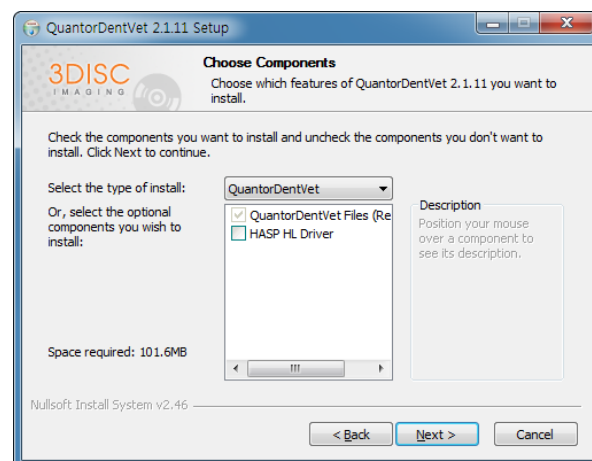 QuantorDentVet 2.1.11 Setup
3DISC
IMAGING
Choose Components
Choose which features of QuantorDentVet 2.1.11 you want to
install.
Check the components you want to install and uncheck the components you don't want to
install. Click Next to continue.
Select the type of install:
QuantorDentVet
Or, select the optional
components you wish to
install:
QuantorDentVet Files (Re
HASP HL Driver
Description
Position your mouse
over a component to
see its description.
Space required: 101.6MB
Nullsoft Install System v2.46
< Back
Next >
Cancel